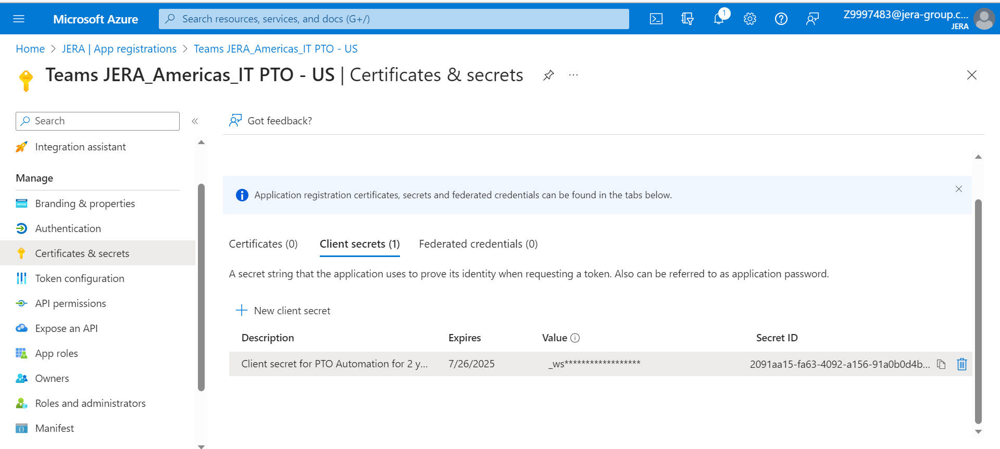 Microsoft Azure
Search resources, services, and docs (G+/)
1
Z9997483@jera-group.c...
JERA
Home > JERA | App registrations > Teams JERA_Americas_IT PTO - US
Teams JERA_Americas_IT PTO - US | Certificates & secrets
Search
Got feedback?
Integration assistant
Manage
Branding & properties
Authentication
Certificates & secrets
Token configuration
API permissions
Expose an API
App roles
Owners
Roles and administrators
Manifest
Application registration certificates, secrets and federated credentials can be found in the tabs below.
Certificates (0) Client secrets (1) Federated credentials (0)
A secret string that the application uses to prove its identity when requesting a token. Also can be referred to as application password.
New client secret
Description Expires Value Secret ID
Client secret for PTO Automation for 2 y... 7/26/2025 _ws****************** 2091aa15-fa63-4092-a156-91a0b0d4b...